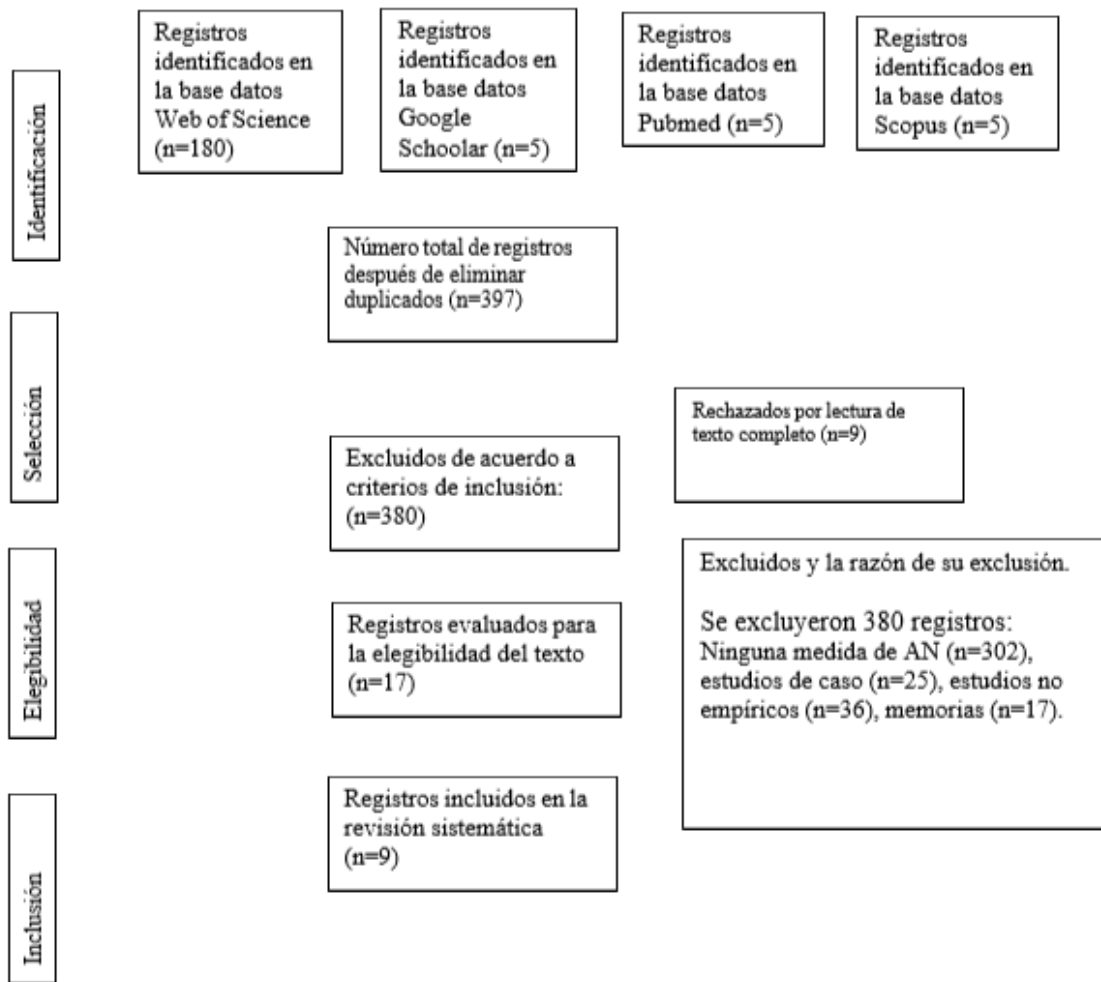 Registros
identificados en
la base datos
Web of Science
(n=180)
Registros
identificados en
la base datos
Google
Schoolar (n=5)
Registros
identificados en
la base datos
Pubmed (n=5)
Registros
identificados en
la base datos
Scopus (n=5)
Identificación
Número total de registros
después de eliminar
duplicados (n=397)
Selección
Rechazados por lectura de
texto completo (n=9)
Excluidos de acuerdo a
criterios de inclusión:
(n=380)
Elegibilidad
Registros evaluados para
la elegibilidad del texto
(n=17)
Excluidos y la razón de su exclusión.
Se excluyeron 380 registros:
Ninguna medida de AN (n=302),
estudios de caso (n=25), estudios no
empíricos (n=36), memorias (n=17).
Inclusión
Registros incluidos en la
revisión sistemática
(n=9)